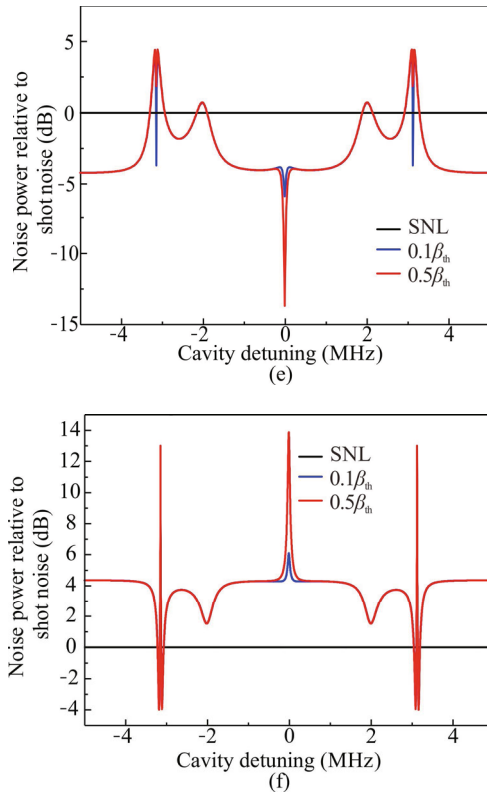 Noise power relative to
shot noise (dB)
5
0
-5
-10
-15
SNL
0.1βth
0.5βth
-4
-2
0
2
4
Cavity detuning (MHz)
(e)
Noise power relative to
shot noise (dB)
14
12
10
8
6
4
2
0
-2
-4
SNL
0.1βth
0.5βth
-4
-2
0
2
4
Cavity detuning (MHz)
(f)